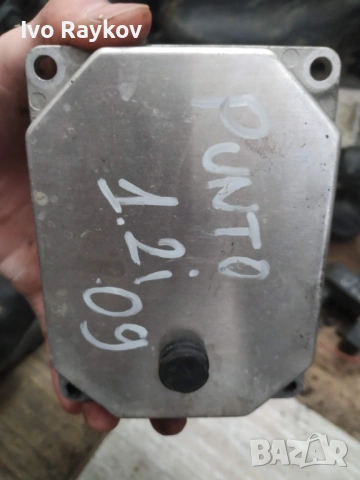 Ivo Raykov
PUNTO
1.2i.09
BAZAR